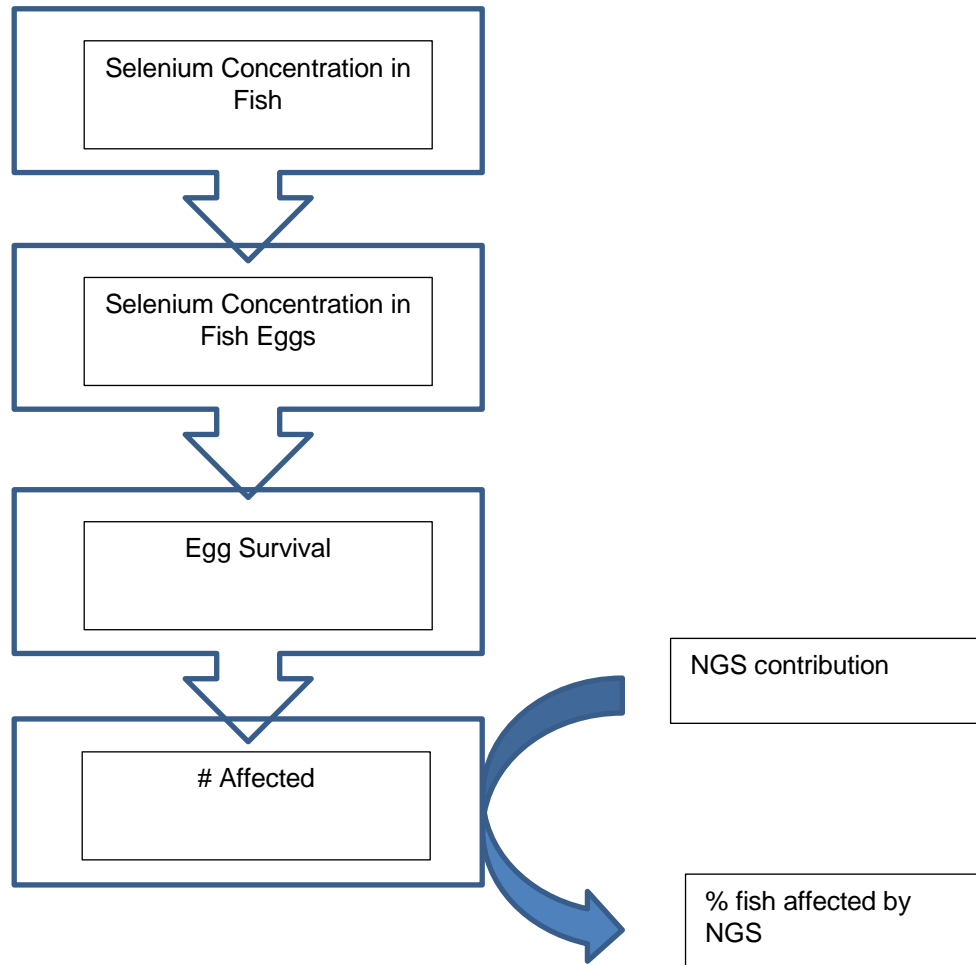 Selenium Concentration in
Fish
Selenium Concentration in
Fish Eggs
Egg Survival
# Affected
NGS contribution
% fish affected by
NGS